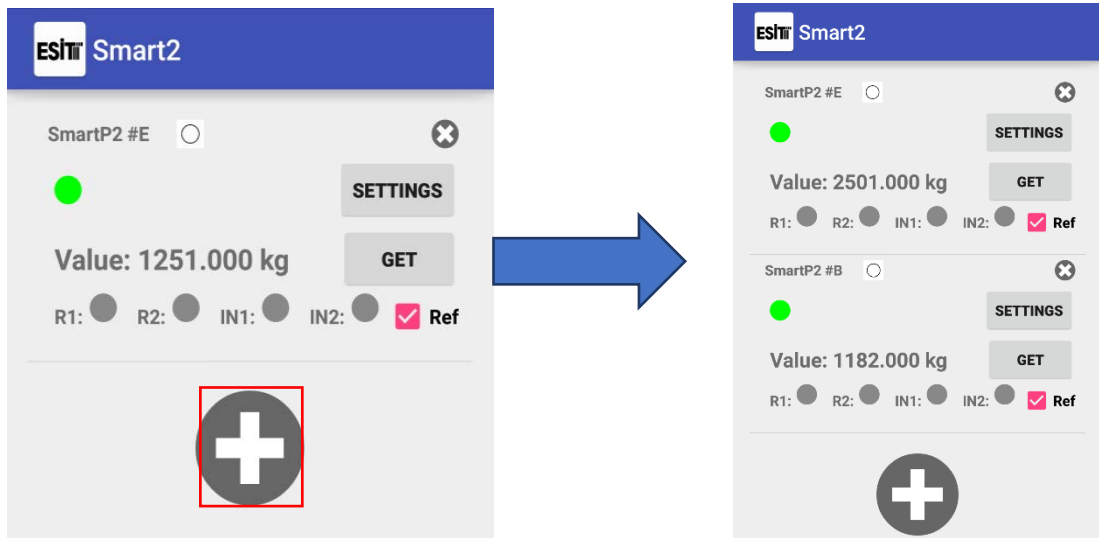 ESİT Smart2
SmartP2 #E
SETTINGS
Value: 1251.000 kg GET
R1: R2: IN1: IN2: Ref
ESİT Smart2
SmartP2 #E
SETTINGS
Value: 2501.000 kg GET
R1: R2: IN1: IN2: Ref
SmartP2 #B
SETTINGS
Value: 1182.000 kg GET
R1: R2: IN1: IN2: Ref